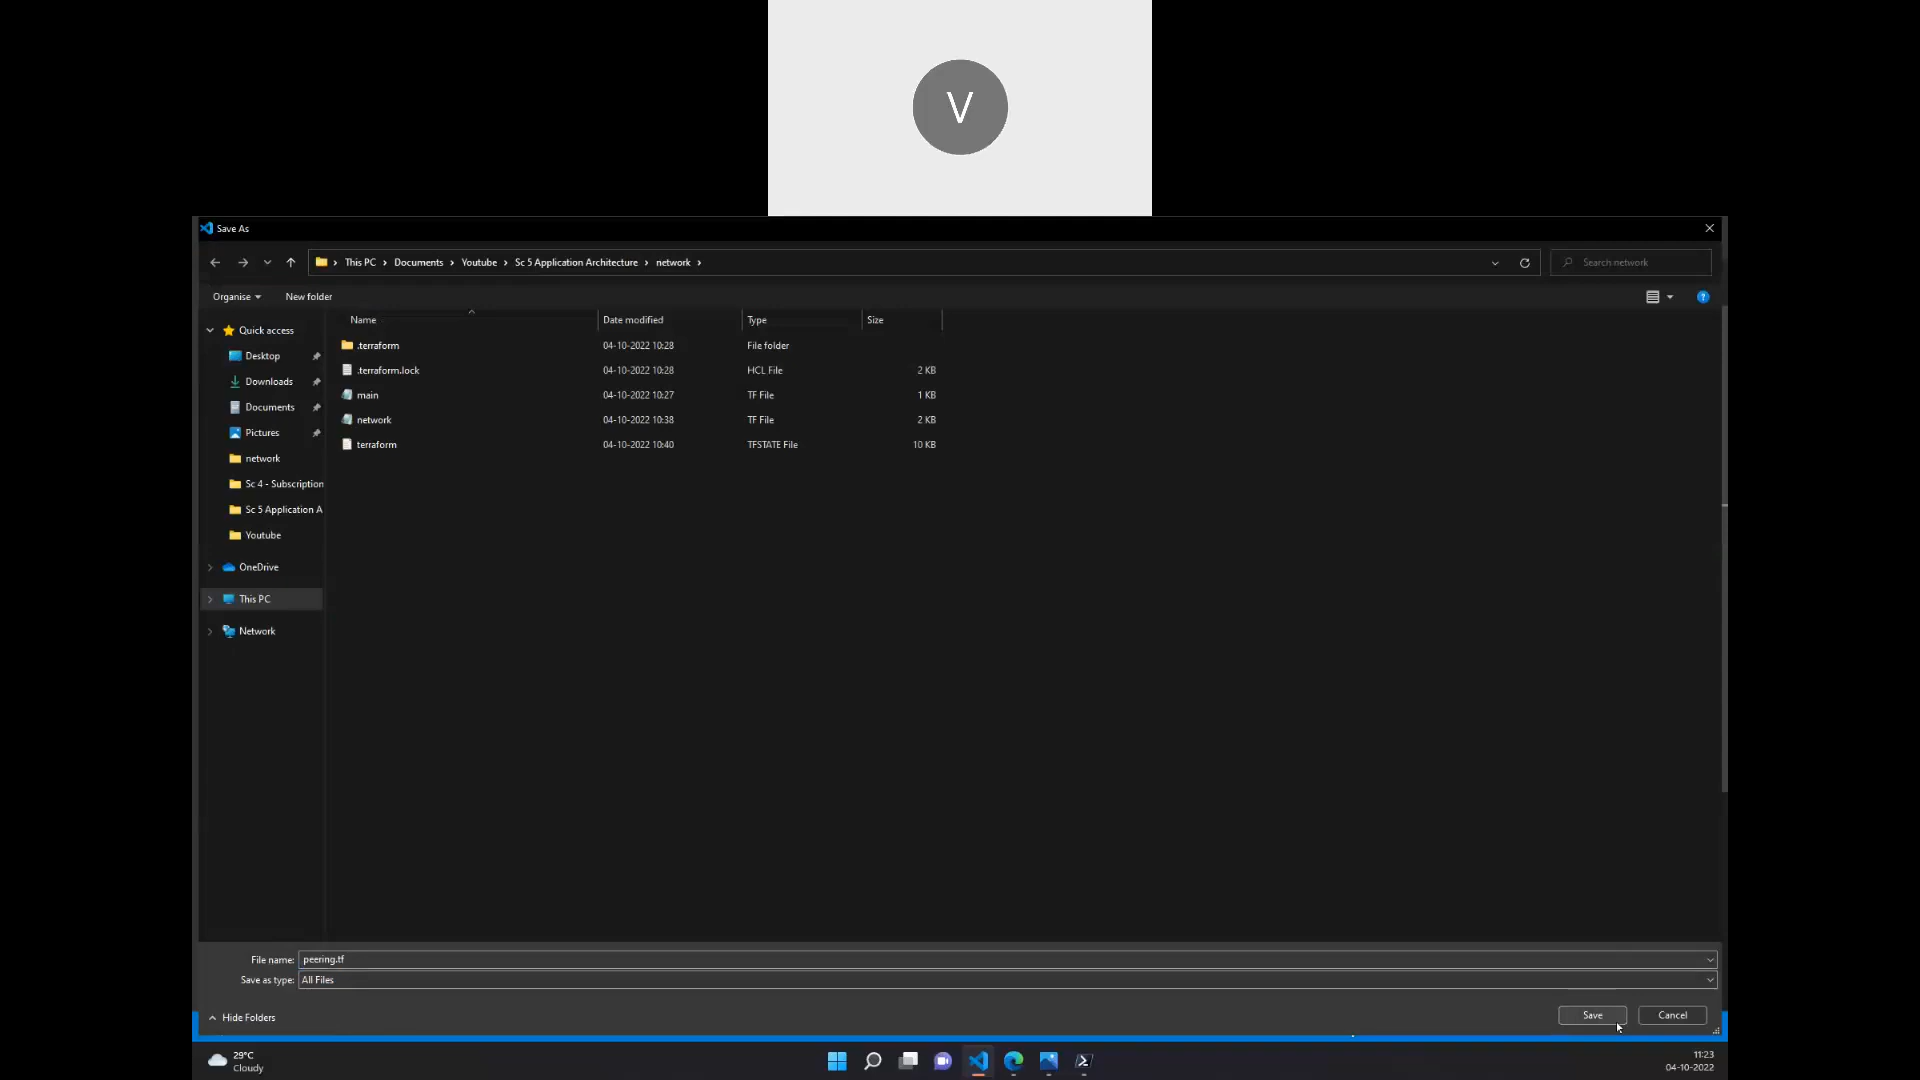 V
Save As
This PC > Documents > Youtube > Sc 5 Application Architecture > network >
Search network
Organise
New folder
Name
Date modified
Type
Size
Quick access
Desktop
Downloads
Documents
Pictures
network
Sc 4 - Subscription
Sc 5 Application A
Youtube
OneDrive
This PC
Network
.terraform 04-10-2022 10:28 File folder
.terraform.lock 04-10-2022 10:28 HCL File 2 KB
main 04-10-2022 10:27 TF File 1 KB
network 04-10-2022 10:38 TF File 2 KB
terraform 04-10-2022 10:40 TFSTATE File 10 KB
File name: peering.tf
Save as type: All Files
Hide Folders
Save
Cancel
29°C
Cloudy
11:23
04-10-2022